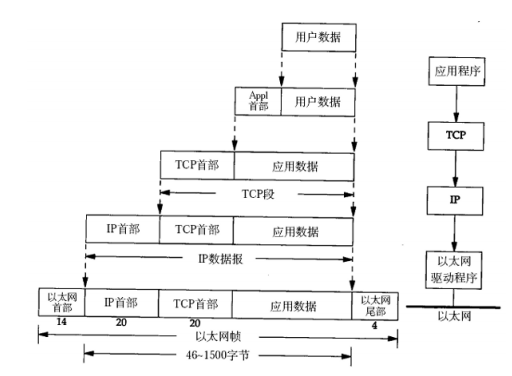 用户数据
Appl
首部
用户数据
应用程序
TCP首部
应用数据
TCP
TCP段
IP首部
TCP首部
应用数据
IP
IP数据报
以太网
驱动程序
以太网
首部
IP首部
TCP首部
应用数据
以太网
尾部
以太网
14
20
20
4
以太网帧
46~1500字节